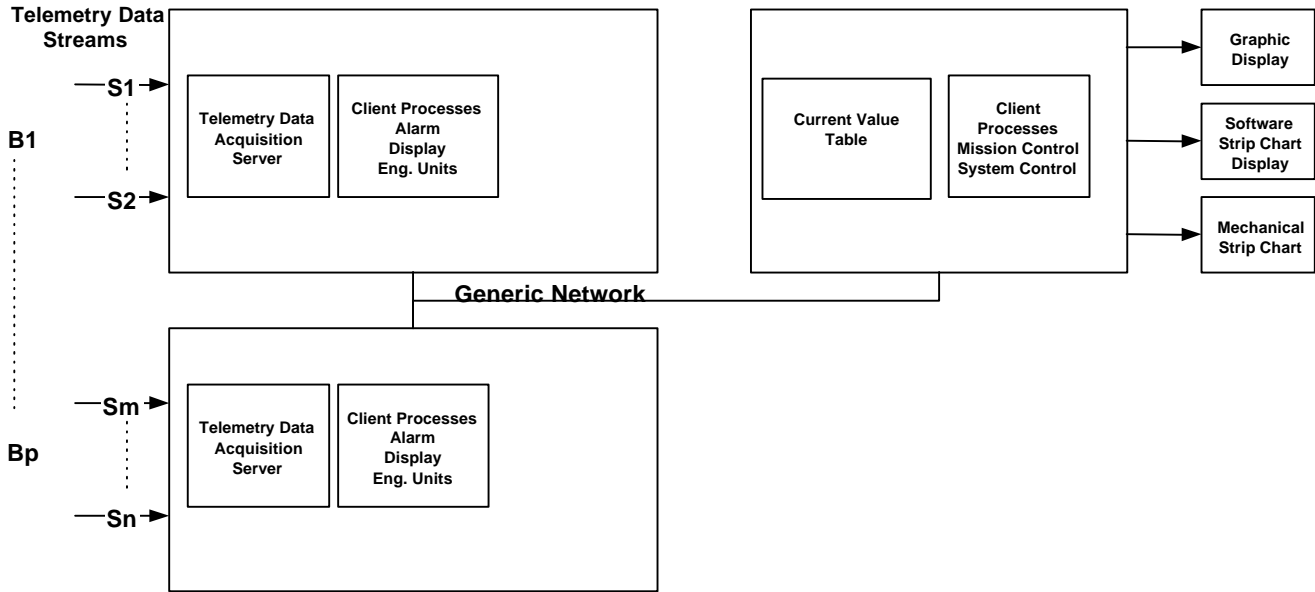 Telemetry Data
Streams
S1
B1
S2
Telemetry Data
Acquisition
Server
Client Processes
Alarm
Display
Eng. Units
Current Value
Table
Client
Processes
Mission Control
System Control
Graphic
Display
Software
Strip Chart
Display
Mechanical
Strip Chart
Generic Network
Sm
Bp
Sn
Telemetry Data
Acquisition
Server
Client Processes
Alarm
Display
Eng. Units